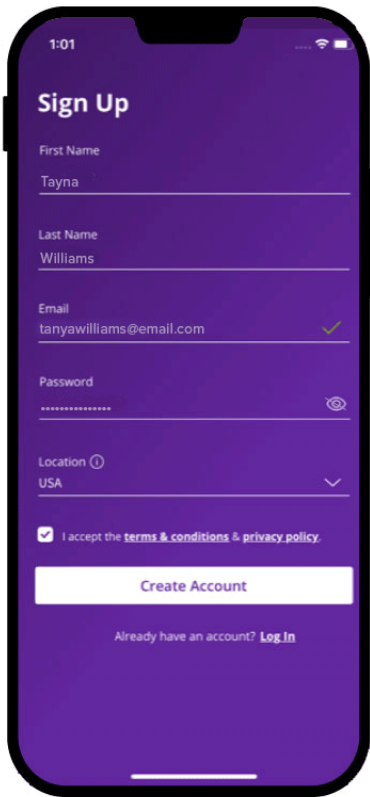 1:01
Sign Up
First Name
Tayna
Last Name
Williams
Email
tanyawilliams@email.com
Password
Location
USA
I accept the terms & conditions & privacy policy.
Create Account
Already have an account? Log In